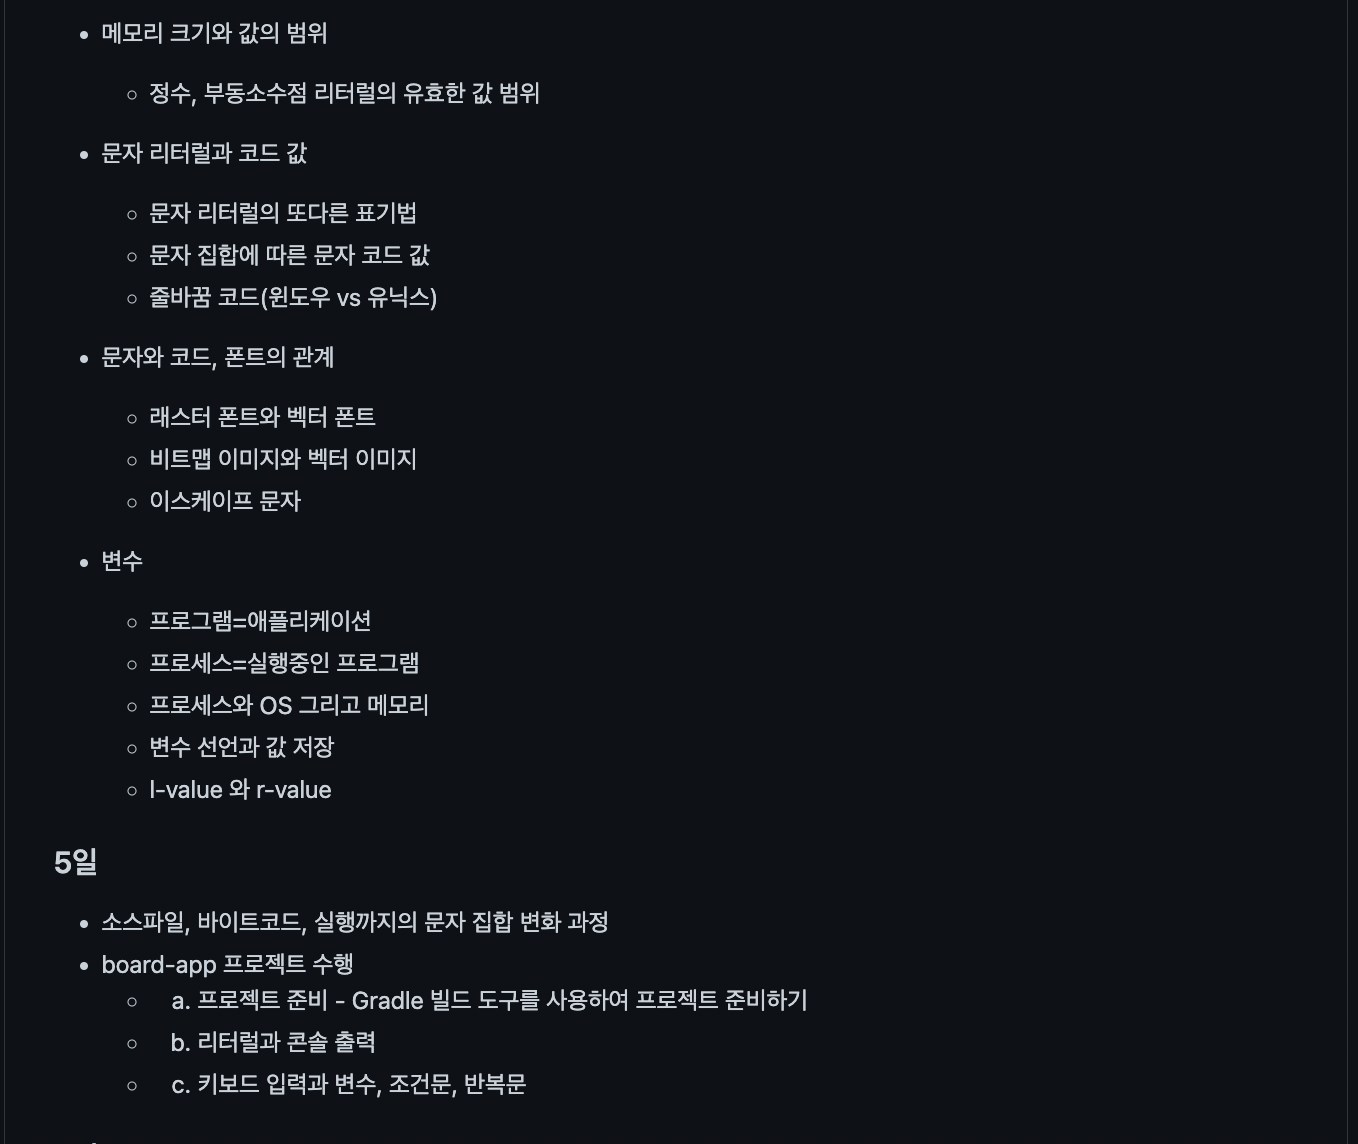 메모리 크기와 값의 범위
정수, 부동소수점 리터럴의 유효한 값 범위
문자 리터럴과 코드 값
문자 리터럴의 또다른 표기법
문자 집합에 따른 문자 코드 값
줄바꿈 코드(윈도우 vs 유닉스)
문자와 코드, 폰트의 관계
래스터 폰트와 벡터 폰트
비트맵 이미지와 벡터 이미지
이스케이프 문자
변수
프로그램=애플리케이션
프로세스=실행중인 프로그램
프로세스와 OS 그리고 메모리
변수 선언과 값 저장
l-value 와 r-value
5일
소스파일, 바이트코드, 실행까지의 문자 집합 변화 과정
board-app 프로젝트 수행
a. 프로젝트 준비 - Gradle 빌드 도구를 사용하여 프로젝트 준비하기
b. 리터럴과 콘솔 출력
c. 키보드 입력과 변수, 조건문, 반복문